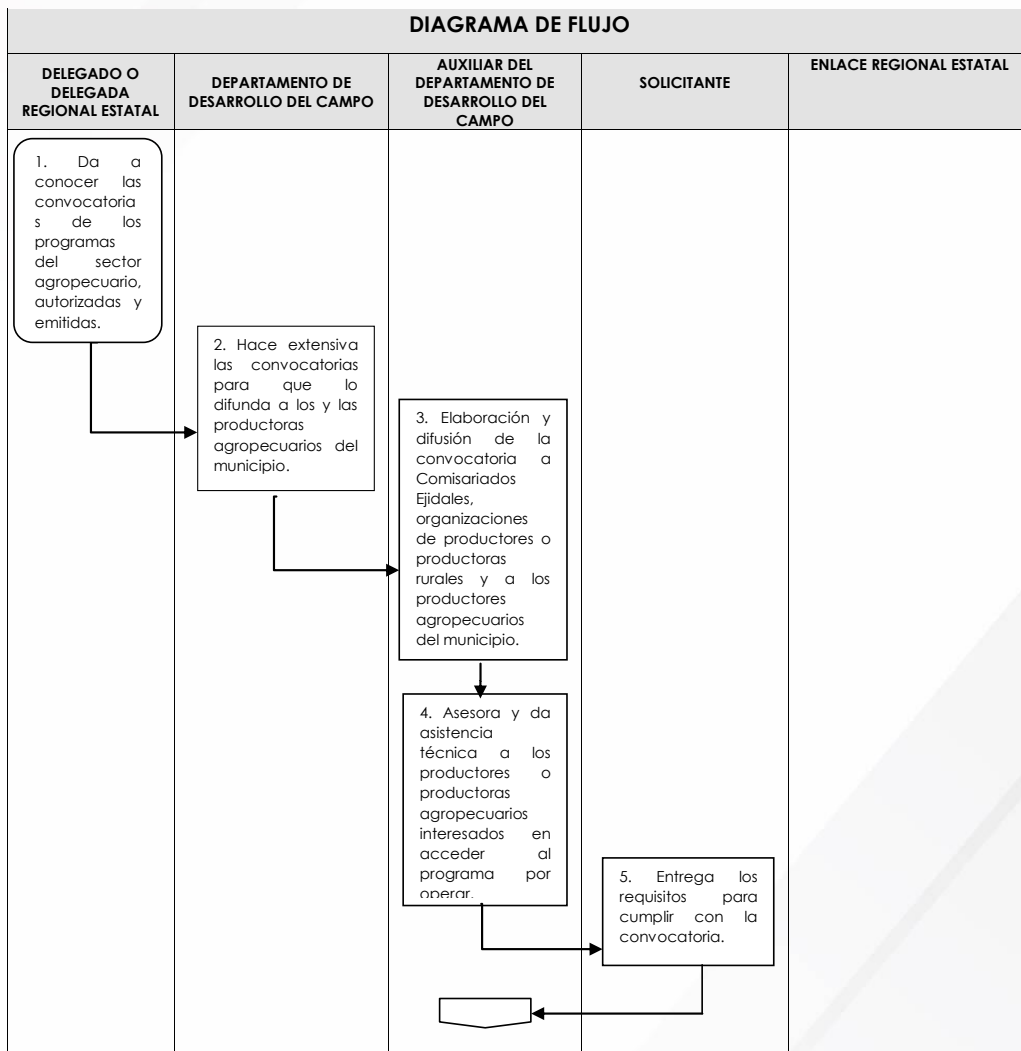 DIAGRAMA DE FLUJO
DELEGADO O
DELEGADA
REGIONAL ESTATAL
DEPARTAMENTO DE
DESARROLLO DEL CAMPO
AUXILIAR DEL
DEPARTAMENTO DE
DESARROLLO DEL
CAMPO
SOLICITANTE
ENLACE REGIONAL ESTATAL
1. Da a
conocer las
convocatoria
s de los
programas
del sector
agropecuario,
autorizadas y
emitidas.
2. Hace extensiva
las convocatorias
para que lo
difunda a los y las
productoras
agropecuarios del
municipio.
3. Elaboración y
difusión de la
convocatoria a
Comisariados
Ejidales,
organizaciones
de productores o
productoras
rurales y a los
productores
agropecuarios
del municipio.
4. Asesora y da
asistencia
técnica a los
productores o
productoras
agropecuarios
interesados en
acceder al
programa por
operar.
5. Entrega los
requisitos para
cumplir con la
convocatoria.